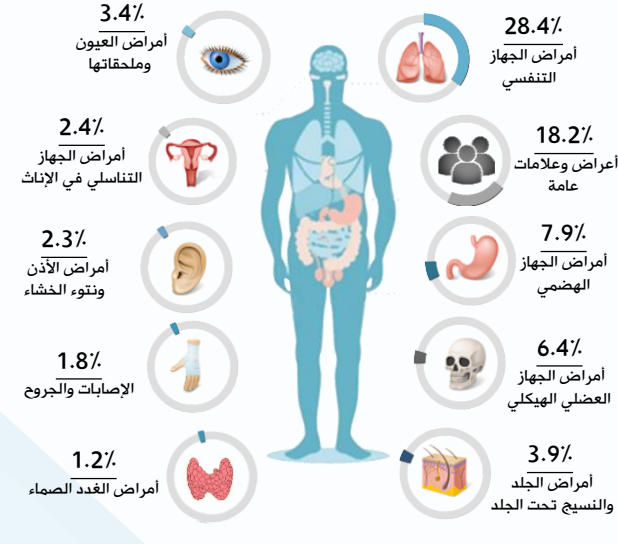 28.4٪
أمراض الجهاز
التنفسي
18.2٪
أعراض وعلامات
عامة
7.9٪
أمراض الجهاز
الهضمي
6.4٪
أمراض الجهاز
العضلي الهيكلي
3.9٪
أمراض الجلد
والنسيج تحت الجلد
3.4٪
أمراض العيون
وملحقاتها
2.4٪
أمراض الجهاز
التناسلي في الإناث
2.3٪
أمراض الأذن
ونتوء الخشاء
1.8٪
الإصابات والجروح
1.2٪
أمراض الغدد الصماء